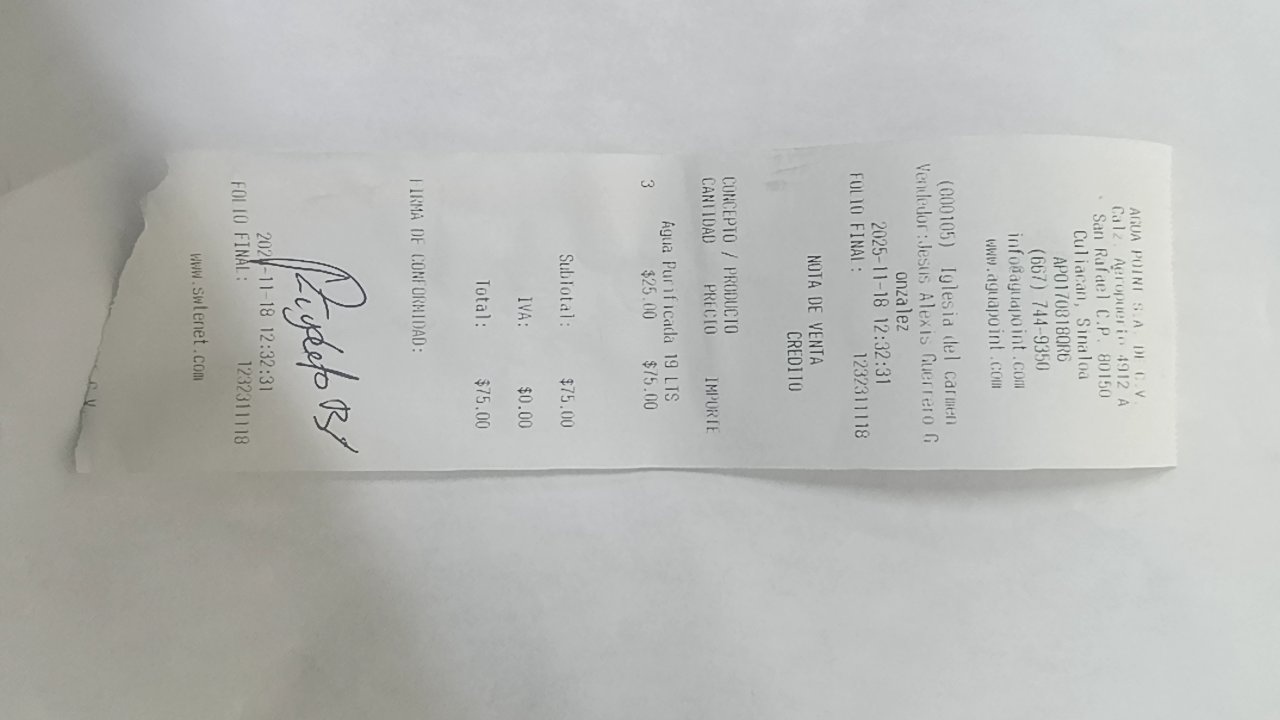 AGUA POINT S.A. DE C.V.
Calz. Aeropuerto 4912 A
San Rafael C.P. 80150
Culiacan, Sinaloa
APO170818QR6
(667) 744-9350
info@aguapoint.com
www.aguapoint.com
(000105) Iglesia del carmen
Vendedor:Jesus Alexis Guerrero G
onzalez
2025-11-18 12:32:31
FOLIO FINAL: 1232311118
NOTA DE VENTA
CREDITO
CONCEPTO / PRODUCTO
CANTIDAD PRECIO IMPORTE
Agua Purificada 19 LTS
3 $25.00 $75.00
Subtotal: $75.00
IVA: $0.00
Total: $75.00
FIRMA DE CONFORMIDAD:
2025-11-18 12:32:31
FOLIO FINAL: 1232311118
www.swtenet.com